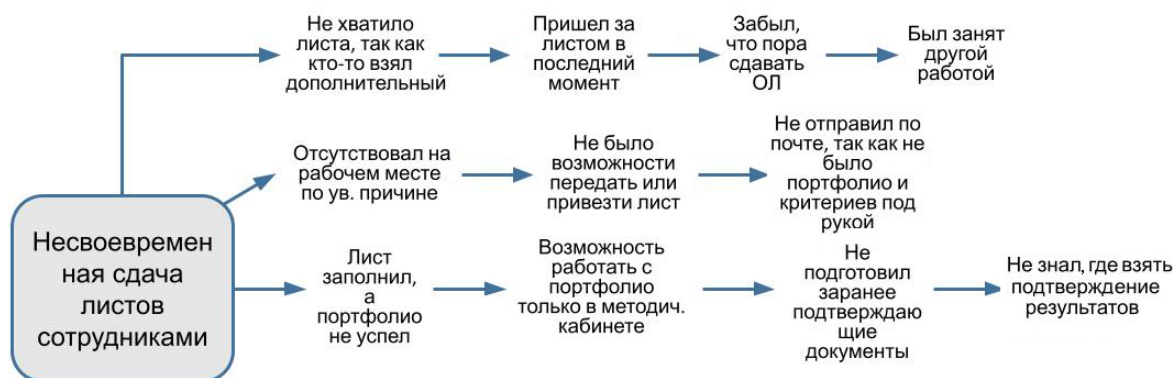 Не хватило
листа, так как
кто-то взял
дополнительный
Пришел за
листом в
последний
момент
Забыл,
что пора
сдавать
ОЛ
Был занят
другой
работой
Отсутствовал на
рабочем месте
по ув. причине
Не было
возможности
передать или
привезти лист
Не отправил по
почте, так как не
было
портфолио и
критериев под
рукой
Несвоевремен
ная сдача
листов
сотрудниками
Лист
заполнил,
а
портфолио
не успел
Возможность
работать с
портфолио
только в методич.
кабинете
Не
подготовил
заранее
подтверждаю
щие
документы
Не знал, где взять
подтверждение
результатов